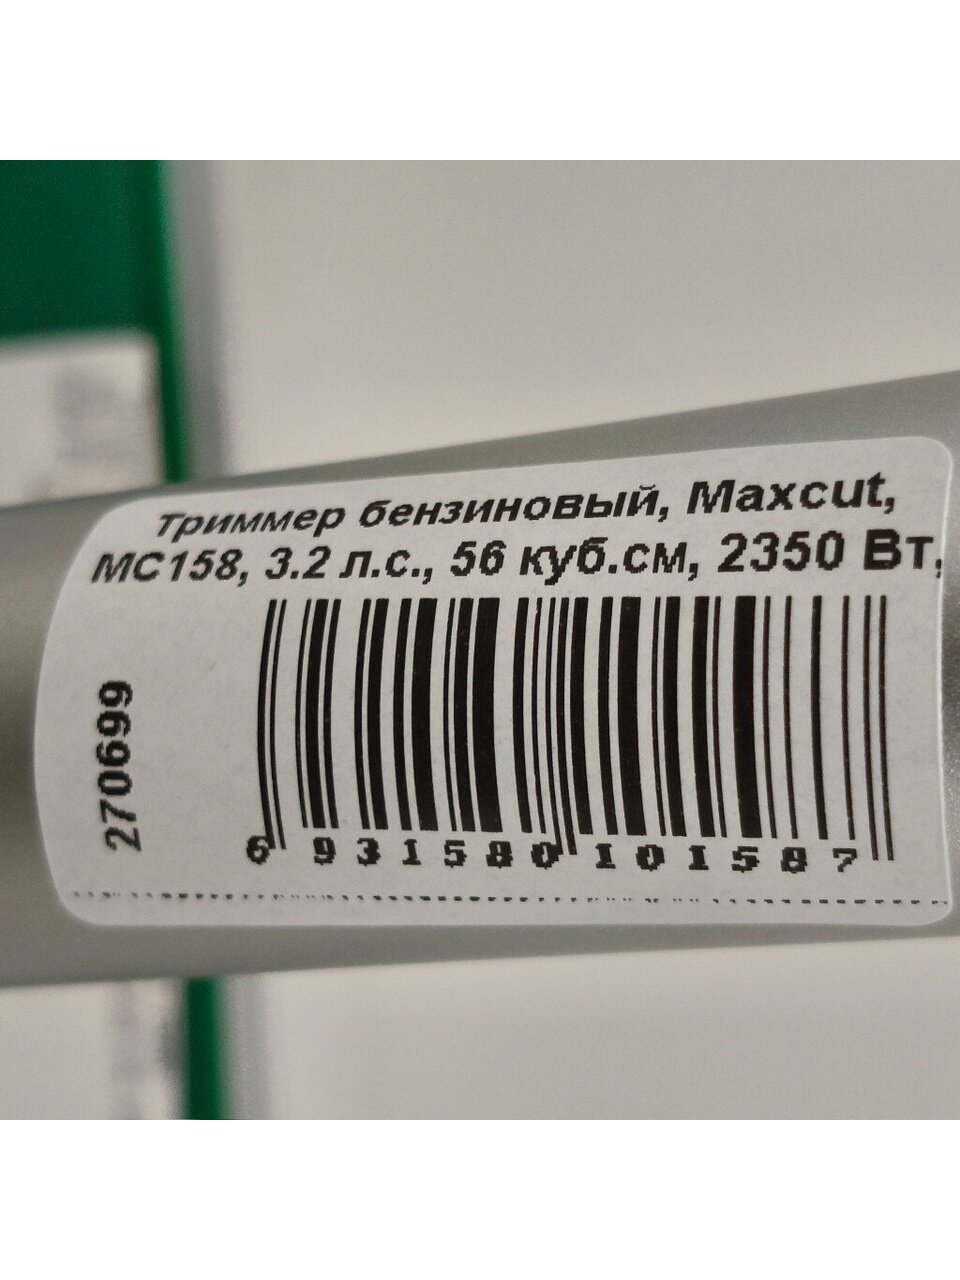 Триммер бензиновый, Maxcut,
MC158, 3.2 л.с., 56 куб.см, 2350 Вт,
270699
6 931580 101587